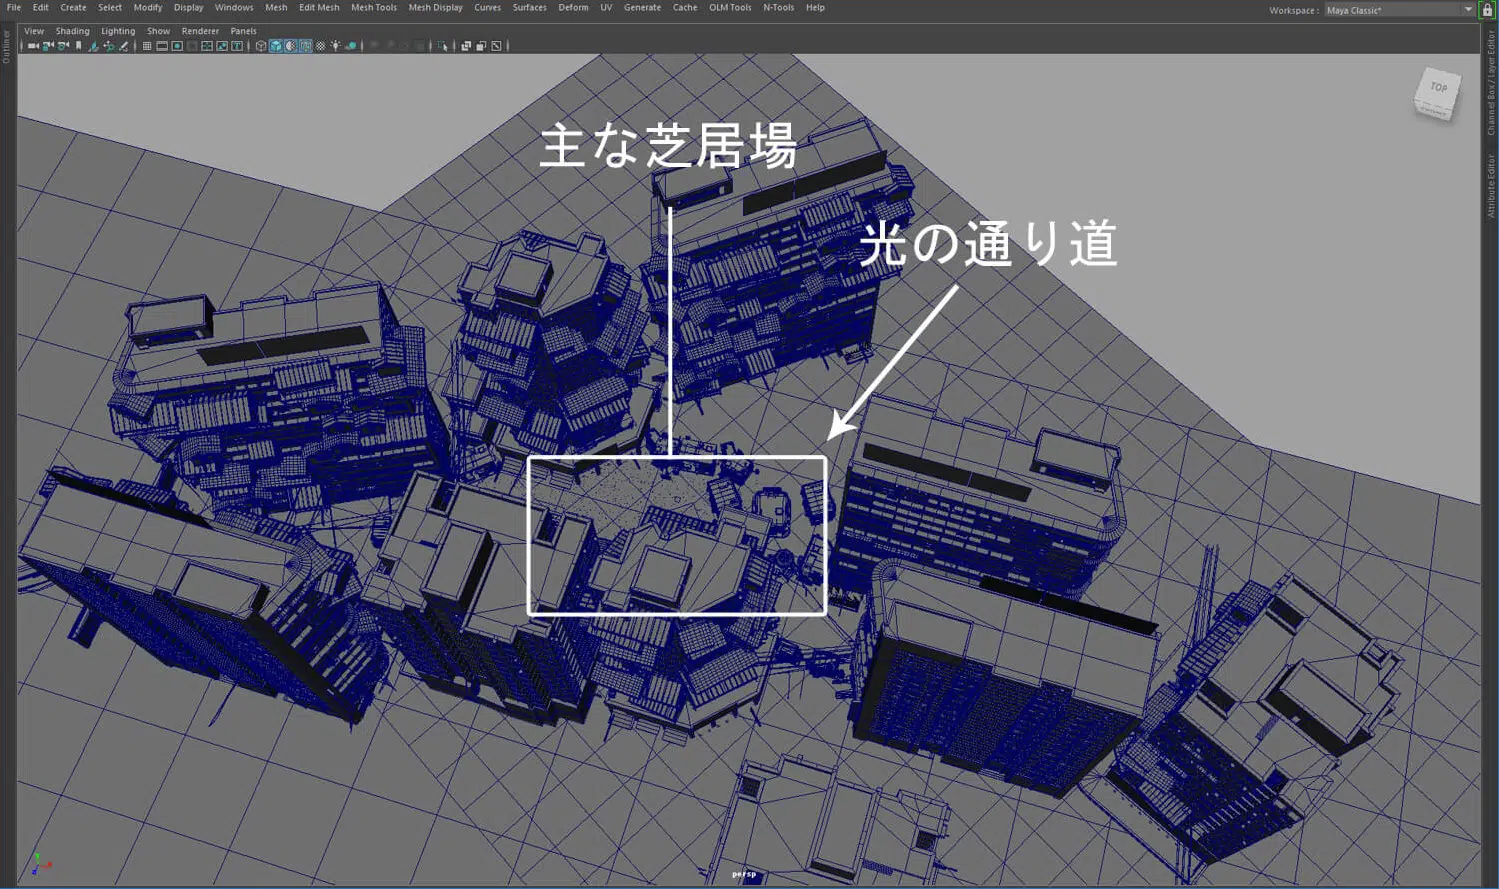 File Edit Create Select Modify Display Windows Mesh Edit Mesh Mesh Tools Mesh Display Curves Surfaces Deform UV Generate Cache OLM Tools N-Tools Help
Workspace : Maya Classic*
View Shading Lighting Show Renderer Panels
Outliner
Channel Box / Layer Editor
Attribute Editor
TOP
主な芝居場
光の通り道
persp